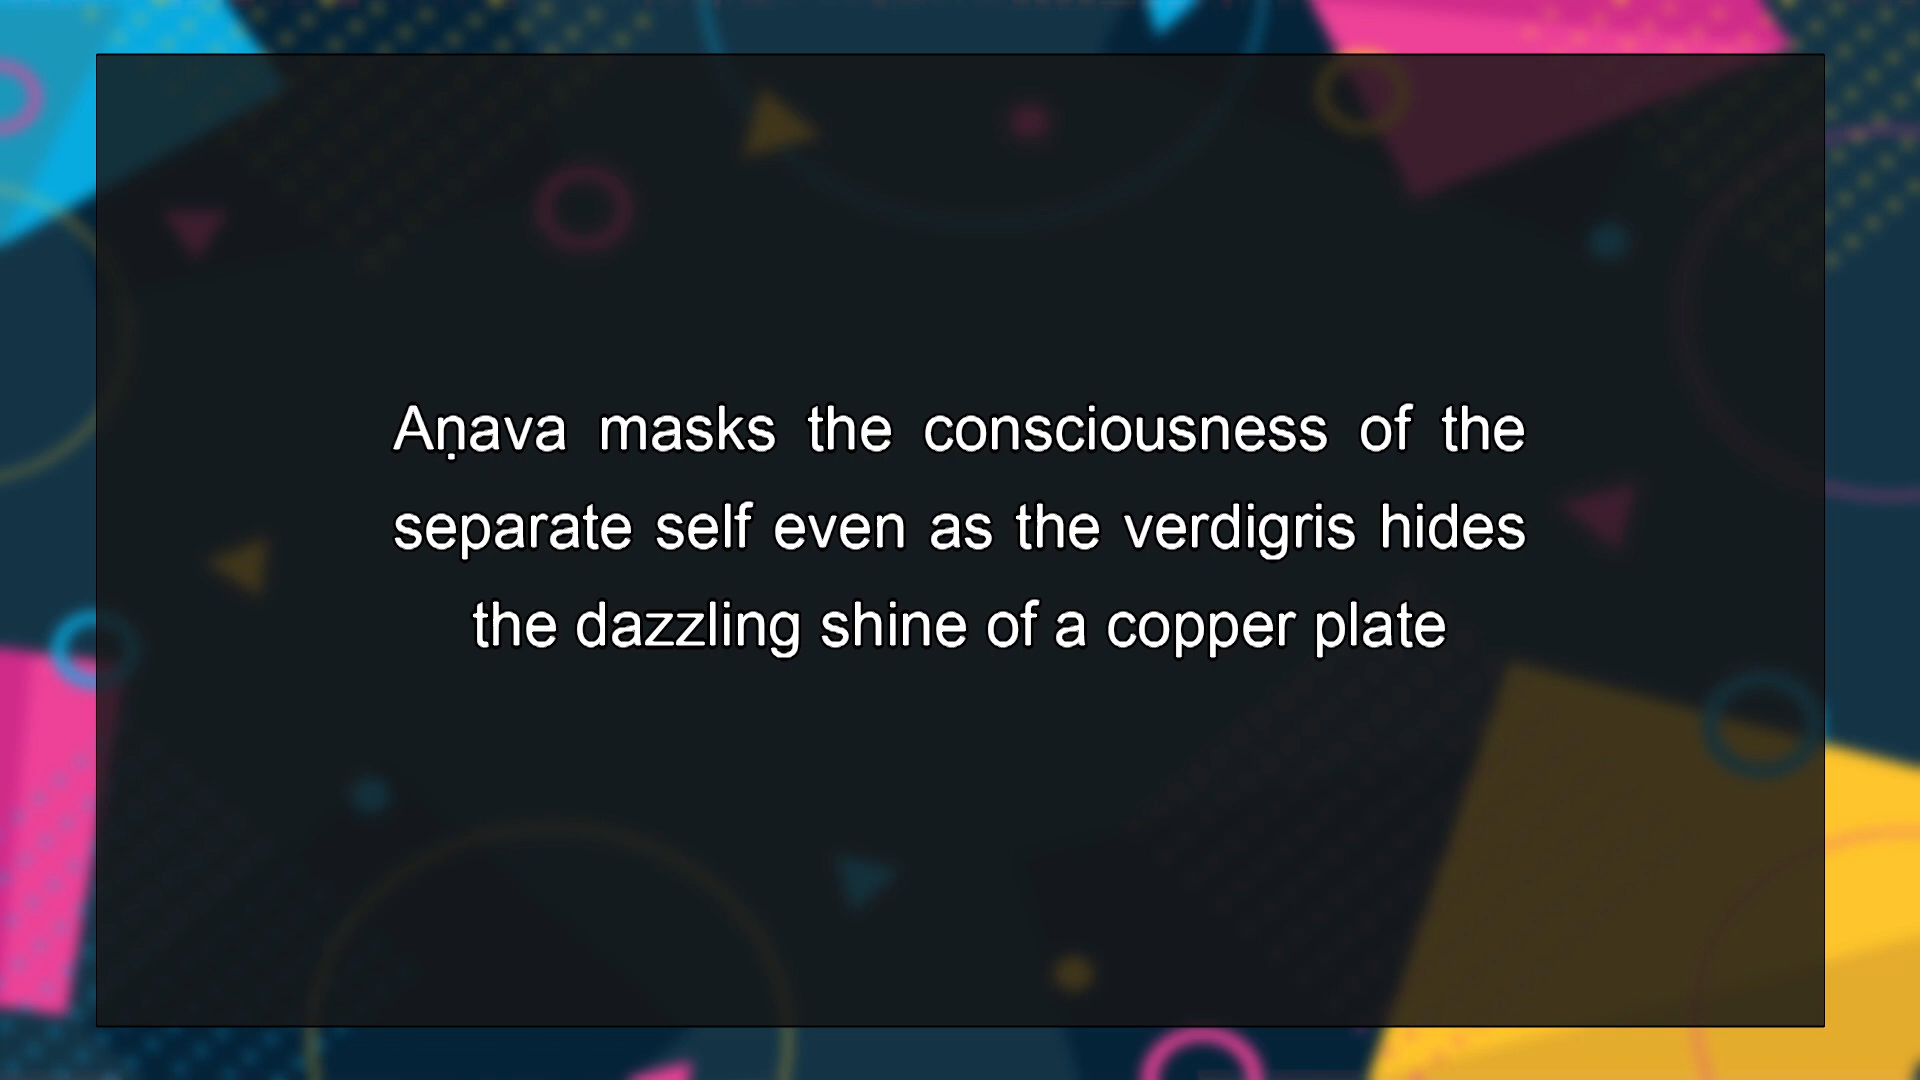 Aṇava masks the consciousness of the
separate self even as the verdigris hides
the dazzling shine of a copper plate